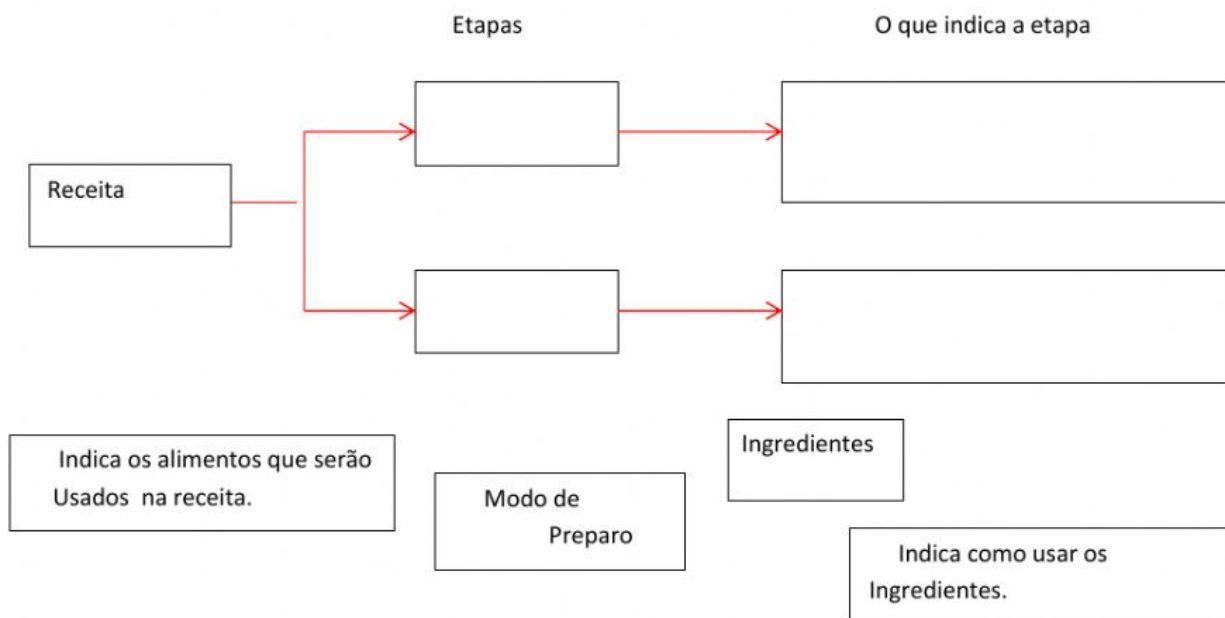 Etapas
O que indica a etapa
Receita
Indica os alimentos que serão
Usados na receita.
Modo de
Preparo
Ingredientes
Indica como usar os
Ingredientes.